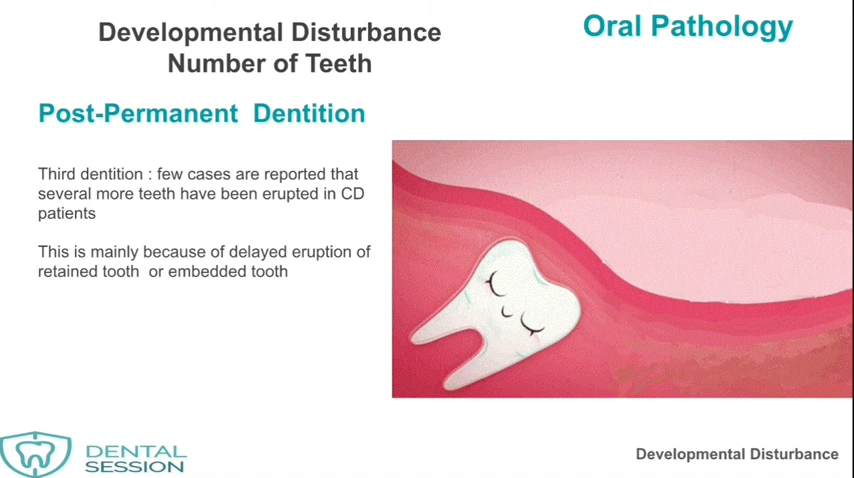 Developmental Disturbance
Number of Teeth
Oral Pathology
Post-Permanent Dentition
Third dentition : few cases are reported that
several more teeth have been erupted in CD
patients
This is mainly because of delayed eruption of
retained tooth or embedded tooth
DENTAL
SESSION
Developmental Disturbance